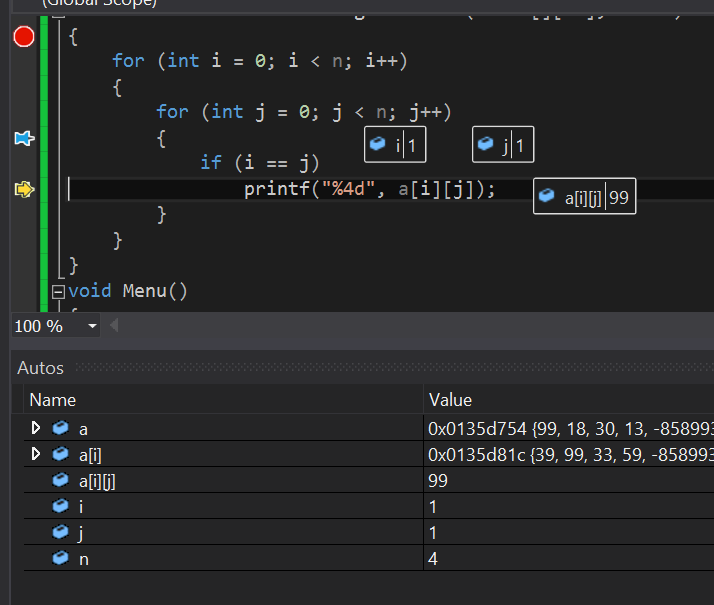 (Global Scope)
{
for (int i = 0; i < n; i++)
{
for (int j = 0; j < n; j++)
{
i 1
j 1
if (i == j)
printf("%4d", a[i][j]);
a[i][j] 99
}
}
}
void Menu()
100 %
Autos
Name Value
a 0x0135d754 {99, 18, 30, 13, -858993
a[i] 0x0135d81c {39, 99, 33, 59, -858993
a[i][j] 99
i 1
j 1
n 4